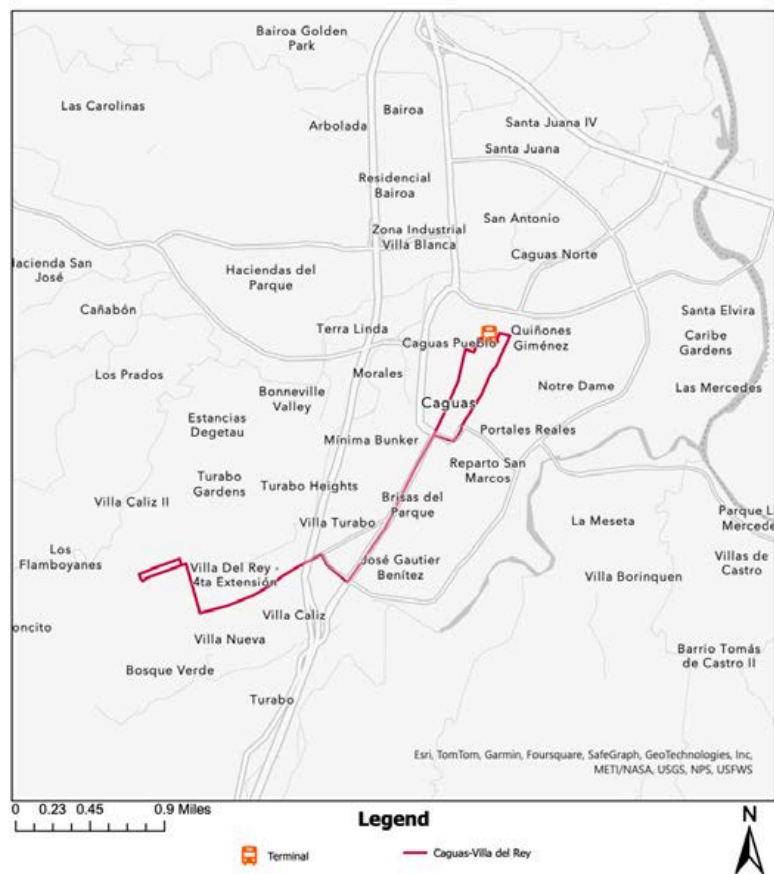 Bairoa Golden
Park
Las Carolinas
Bairoa
Arbolada
Santa Juana IV
Santa Juana
Residencial
Bairoa
San Antonio
Zona Industrial
Villa Blanca
Caguas Norte
Hacienda San
José
Haciendas del
Parque
Cañabón
Santa Elvira
Terra Linda
Caguas Pueblo
Quiñones
Giménez
Caribe
Gardens
Los Prados
Morales
Bonneville
Valley
Notre Dame
Las Mercedes
Caguas
Estancias
Degetau
Mínima Bunker
Portales Reales
Reparto San
Marcos
Turabo
Gardens
Turabo Heights
Villa Caliz II
Brisas del
Parque
Villa Turabo
La Meseta
Parque L
Mercede
Los
Flamboyanes
Villa Del Rey -
4ta Extensión
José Gautier
Benítez
Villas de
Castro
Villa Borinquen
Villa Caliz
oncito
Villa Nueva
Barrio Tomás
de Castro II
Bosque Verde
Turabo
Esri, TomTom, Garmin, Foursquare, SafeGraph, GeoTechnologies, Inc,
METI/NASA, USGS, NPS, USFWS
0 0.23 0.45 0.9 Miles
Legend
N
Terminal
Caguas-Villa del Rey